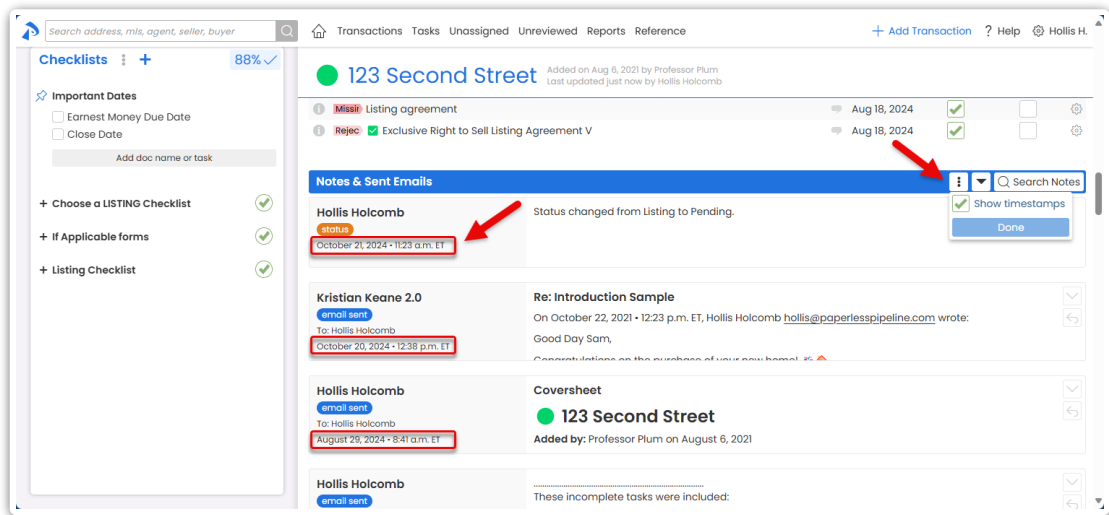 Search address, mls, agent, seller, buyer
Transactions Tasks Unassigned Unreviewed Reports Reference
+ Add Transaction ? Help Hollis H.
Checklists + 88%
Important Dates
Earnest Money Due Date
Close Date
Add doc name or task
+ Choose a LISTING Checklist
+ If Applicable forms
+ Listing Checklist
123 Second Street
Added on Aug 6, 2021 by Professor Plum
Last updated just now by Hollis Holcomb
Missir Listing agreement Aug 18, 2024
Rejec Exclusive Right to Sell Listing Agreement V Aug 18, 2024
Notes & Sent Emails
Search Notes
Show timestamps
Done
Hollis Holcomb
status
October 21, 2024 • 11:23 a.m. ET
Status changed from Listing to Pending.
Kristian Keane 2.0
email sent
To: Hollis Holcomb
October 20, 2024 • 12:38 p.m. ET
Re: Introduction Sample
On October 22, 2021 • 12:23 p.m. ET, Hollis Holcomb hollis@paperlesspipeline.com wrote:
Good Day Sam,
Congratulations on the purchase of your new home!
Hollis Holcomb
email sent
To: Hollis Holcomb
August 29, 2024 • 8:41 a.m. ET
Coversheet
123 Second Street
Added by: Professor Plum on August 6, 2021
Hollis Holcomb
email sent
These incomplete tasks were included: